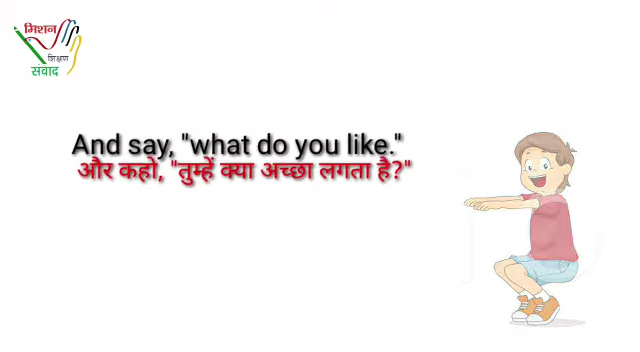 मिशन
शिक्षण
संवाद
And say, "what do you like."
और कहो, "तुम्हें क्या अच्छा लगता है?"